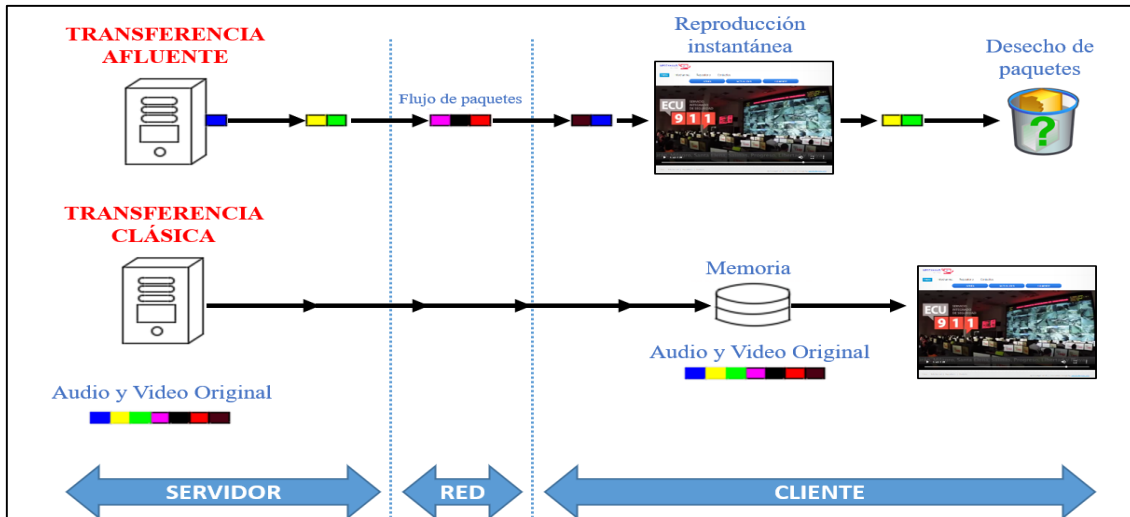 TRANSFERENCIA
AFLUENTE
Flujo de paquetes
Reproducción
instantánea
ECU
911
Desecho de
paquetes
?
TRANSFERENCIA
CLÁSICA
Memoria
ECU
911
Audio y Video Original
Audio y Video Original
SERVIDOR
RED
CLIENTE